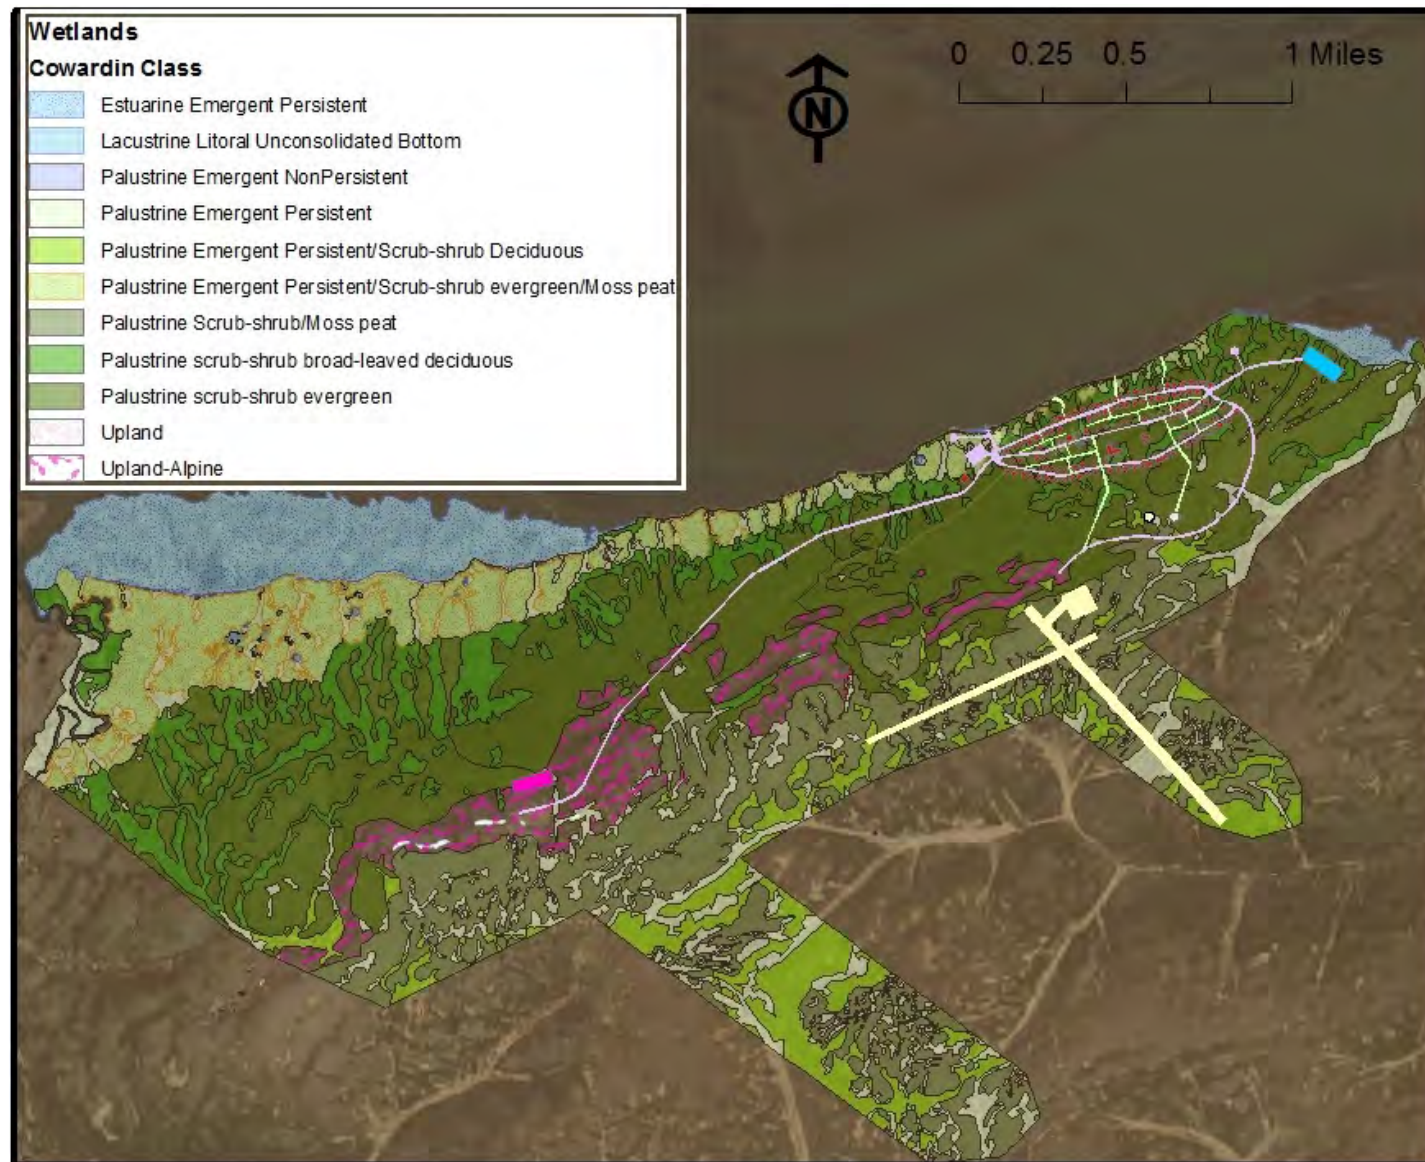 Wetlands
Cowardin Class
Estuarine Emergent Persistent
Lacustrine Litoral Unconsolidated Bottom
Palustrine Emergent NonPersistent
Palustrine Emergent Persistent
Palustrine Emergent Persistent/Scrub-shrub Deciduous
Palustrine Emergent Persistent/Scrub-shrub evergreen/Moss peat
Palustrine Scrub-shrub/Moss peat
Palustrine scrub-shrub broad-leaved deciduous
Palustrine scrub-shrub evergreen
Upland
Upland-Alpine
N
0 0.25 0.5 1 Miles